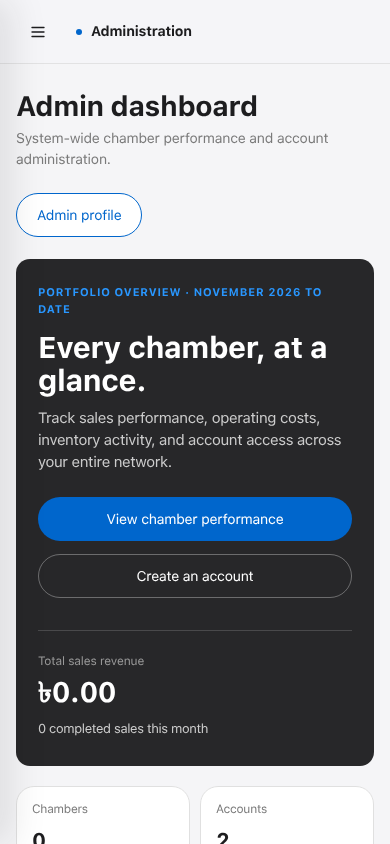 Administration
Admin dashboard
System-wide chamber performance and account
administration.
Admin profile
PORTFOLIO OVERVIEW · NOVEMBER 2026 TO
DATE
Every chamber, at a
glance.
Track sales performance, operating costs,
inventory activity, and account access across
your entire network.
View chamber performance
Create an account
Total sales revenue
৳0.00
0 completed sales this month
Chambers
Accounts
0
2